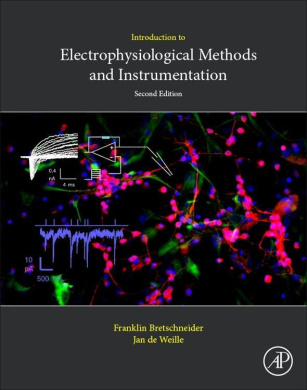 Introduction to
Electrophysiological Methods
and Instrumentation
Second Edition
0,4
nA
4 ms
10
pA
500
Franklin Bretschneider
Jan de Weille
AP